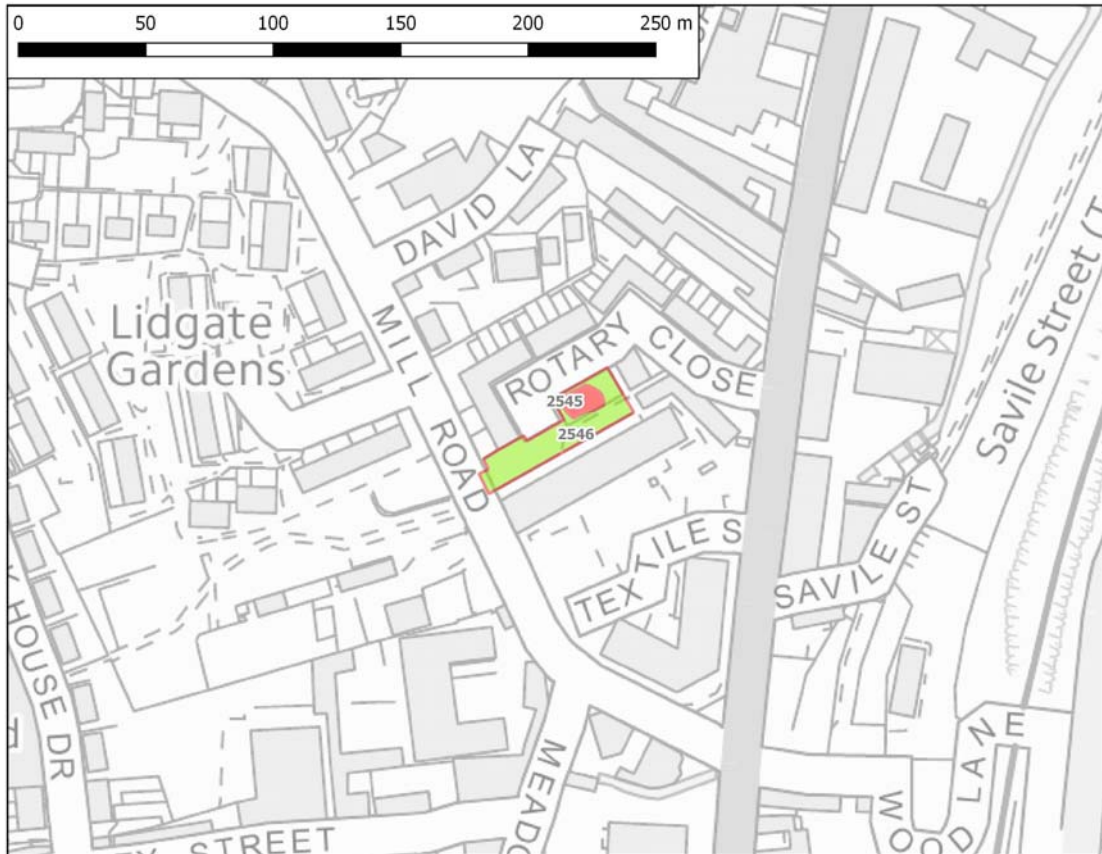 0 50 100 150 200 250 m
DAVID LA
Lidgate
Gardens
MILL ROAD
ROTARY CLOSE
2545
2546
Savile Street (T
TEXTILE S
SAVILE ST
HOUSE DR
MEADO
WOOD LANE
STREET